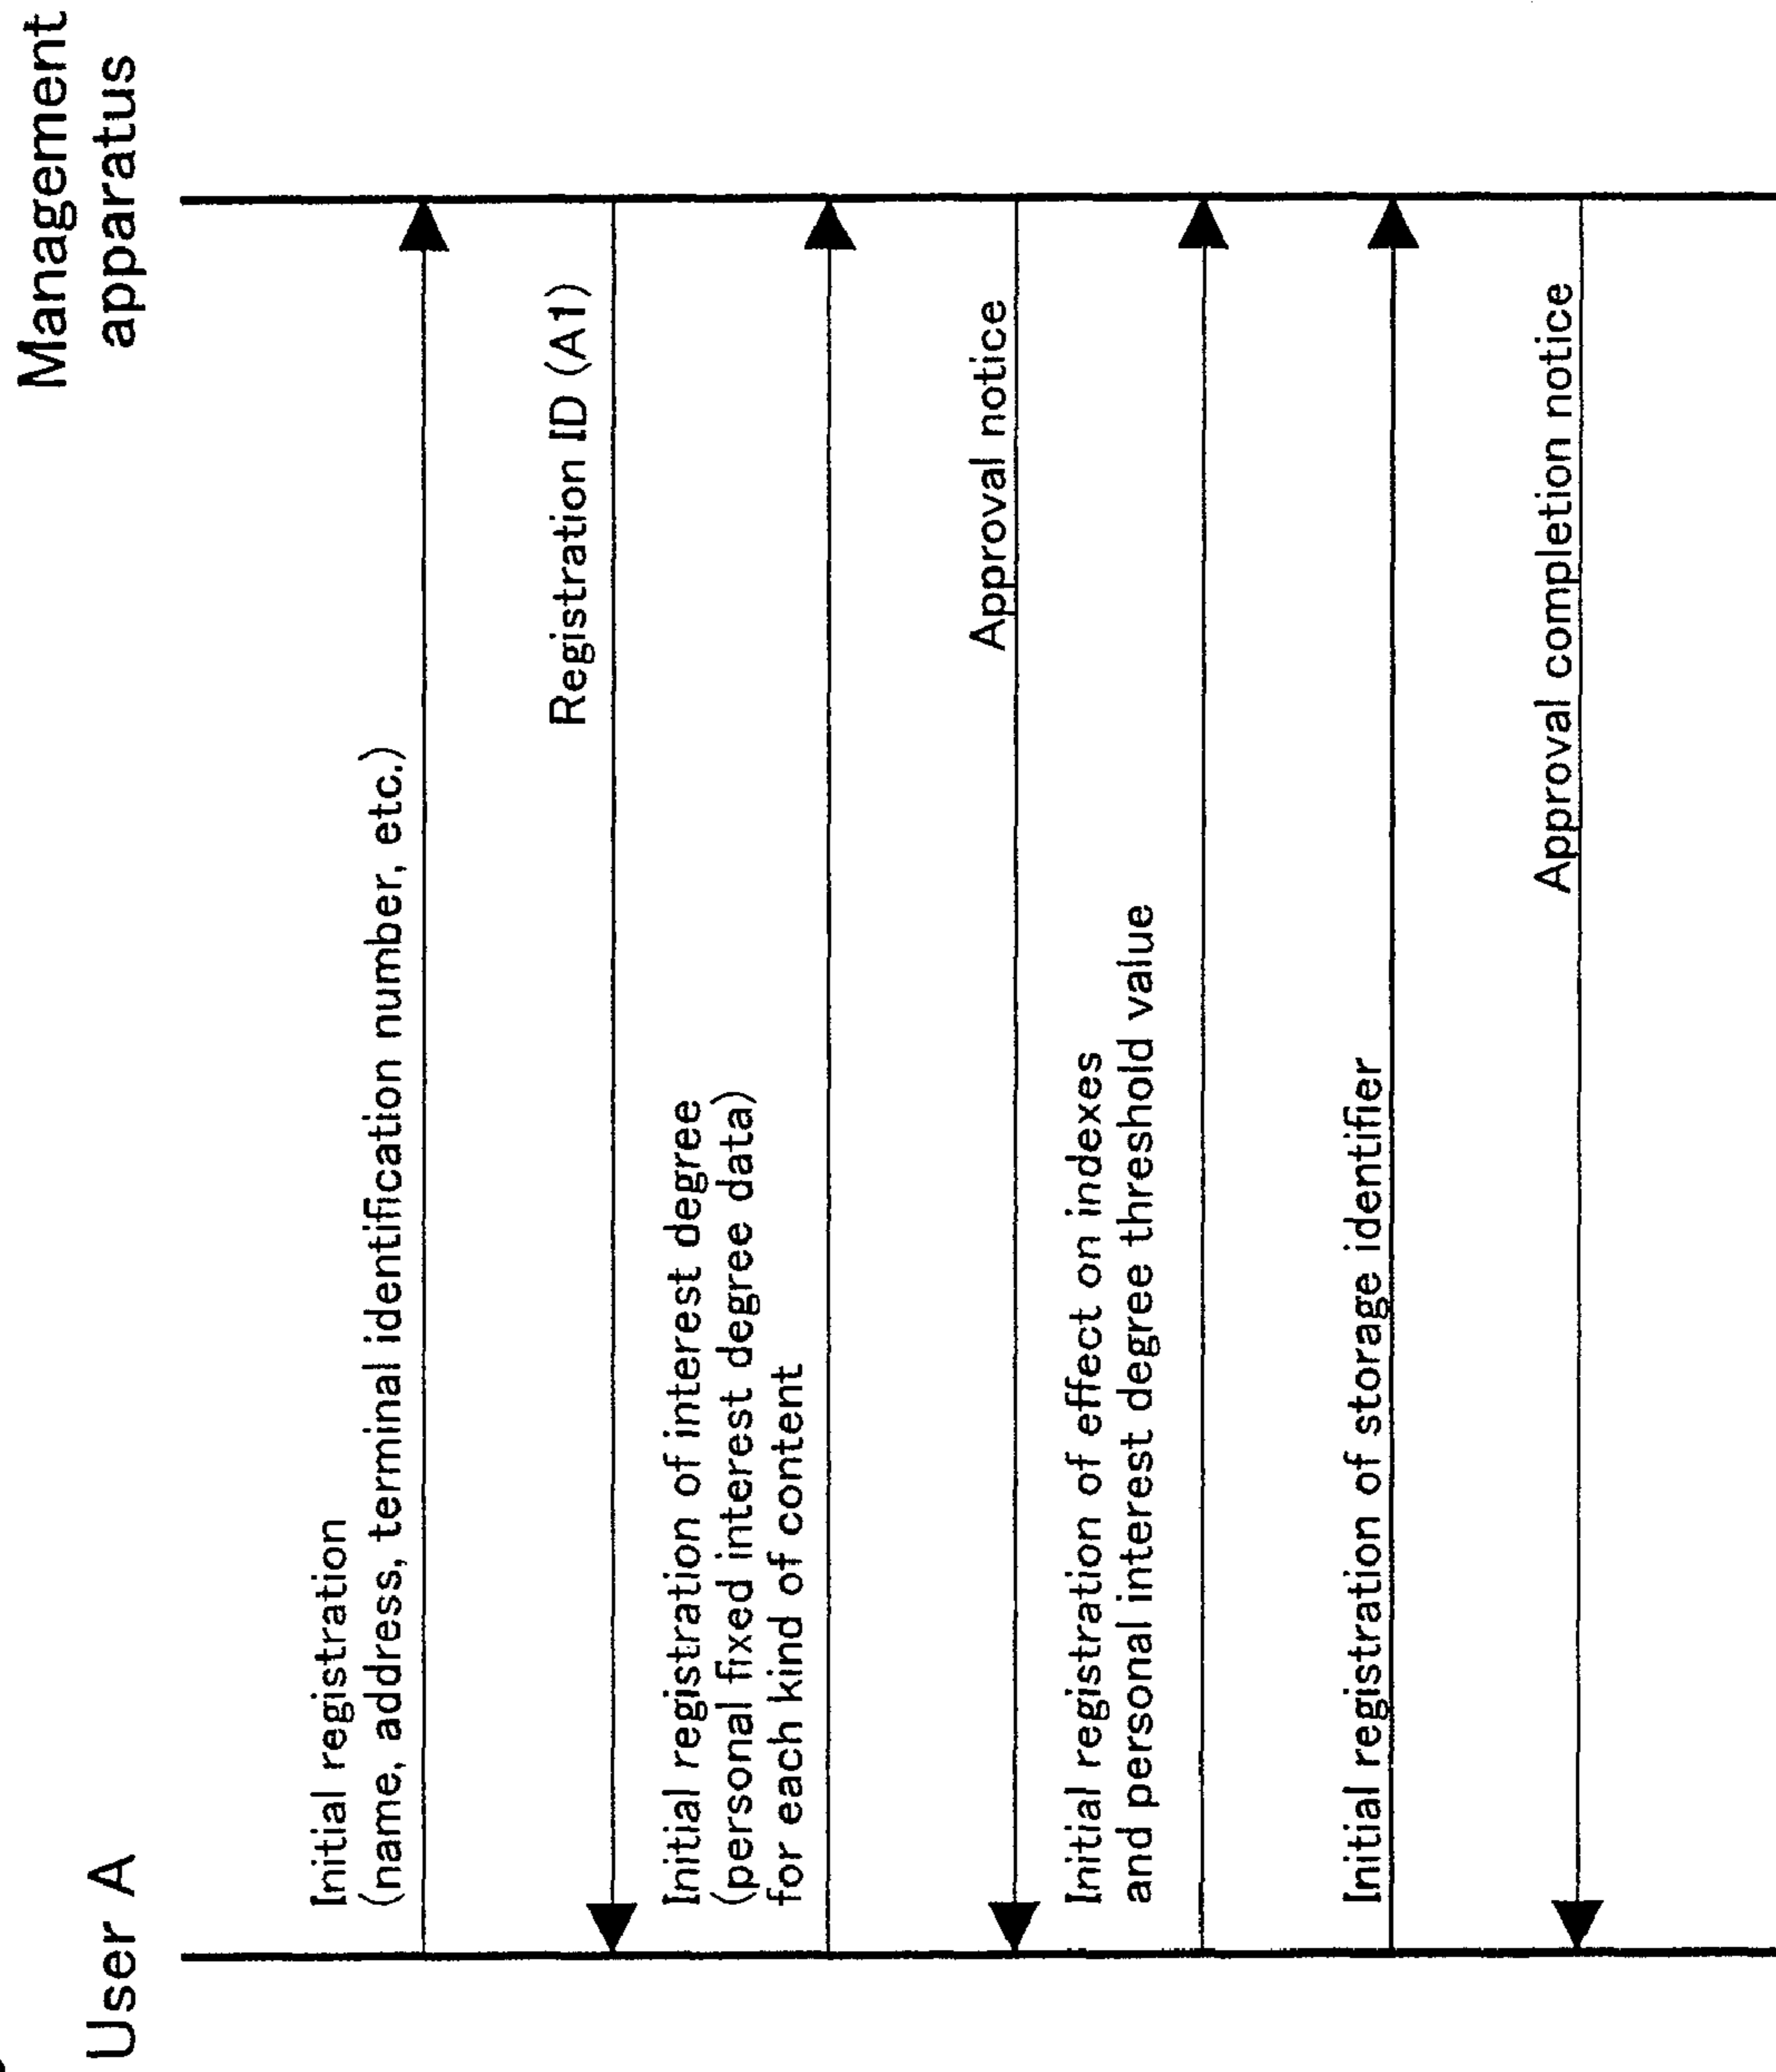 User A
Management
apparatus
Initial registration
(name, address, terminal identification number, etc.)
Registration ID (A1)
Initial registration of interest degree
(personal fixed interest degree data)
for each kind of content
Approval notice
Initial registration of effect on indexes
and personal interest degree threshold value
Initial registration of storage identifier
Approval completion notice